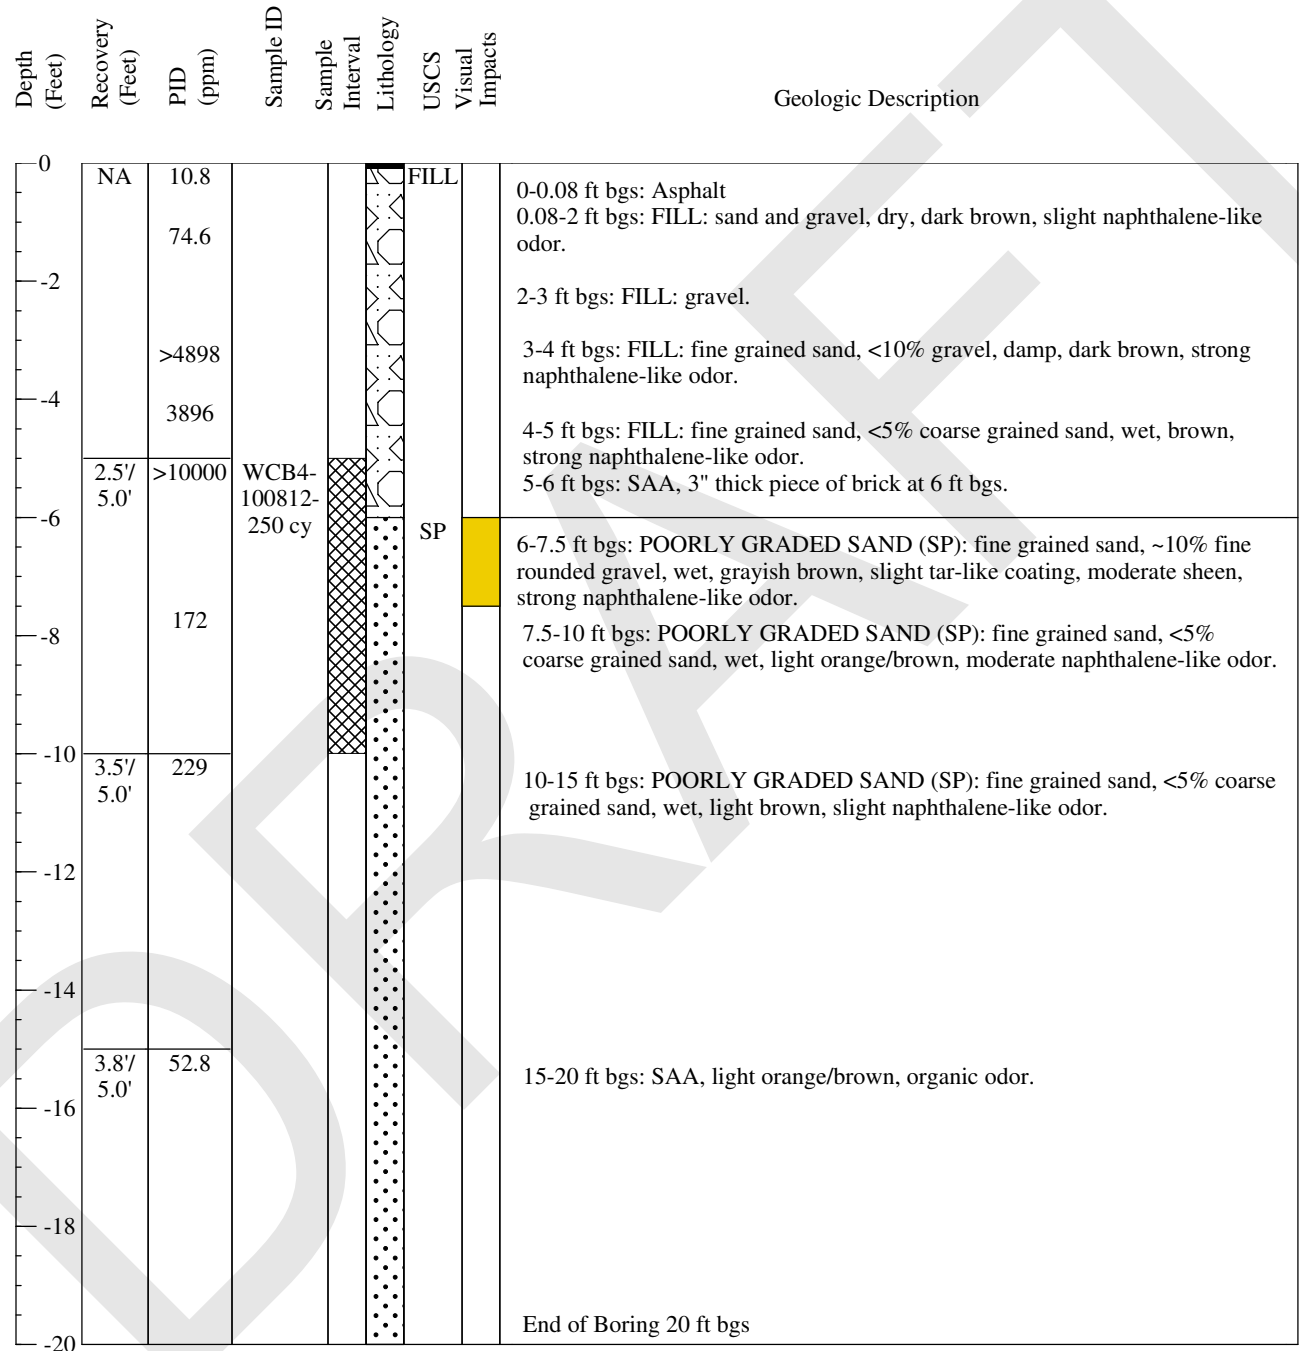 Depth
(Feet)
Recovery
(Feet)
PID
(ppm)
Sample ID
Sample
Interval
Lithology
USCS
Visual
Impacts
Geologic Description
0
-2
-4
-6
-8
-10
-12
-14
-16
-18
-20
NA
2.5'/
5.0'
3.5'/
5.0'
3.8'/
5.0'
10.8
74.6
>4898
3896
>10000
172
229
52.8
WCB4-
100812-
250 cy
FILL
SP
0-0.08 ft bgs: Asphalt
0.08-2 ft bgs: FILL: sand and gravel, dry, dark brown, slight naphthalene-like
odor.
2-3 ft bgs: FILL: gravel.
3-4 ft bgs: FILL: fine grained sand, <10% gravel, damp, dark brown, strong
naphthalene-like odor.
4-5 ft bgs: FILL: fine grained sand, <5% coarse grained sand, wet, brown,
strong naphthalene-like odor.
5-6 ft bgs: SAA, 3" thick piece of brick at 6 ft bgs.
6-7.5 ft bgs: POORLY GRADED SAND (SP): fine grained sand, ~10% fine
rounded gravel, wet, grayish brown, slight tar-like coating, moderate sheen,
strong naphthalene-like odor.
7.5-10 ft bgs: POORLY GRADED SAND (SP): fine grained sand, <5%
coarse grained sand, wet, light orange/brown, moderate naphthalene-like odor.
10-15 ft bgs: POORLY GRADED SAND (SP): fine grained sand, <5% coarse
grained sand, wet, light brown, slight naphthalene-like odor.
15-20 ft bgs: SAA, light orange/brown, organic odor.
End of Boring 20 ft bgs
DRAFT